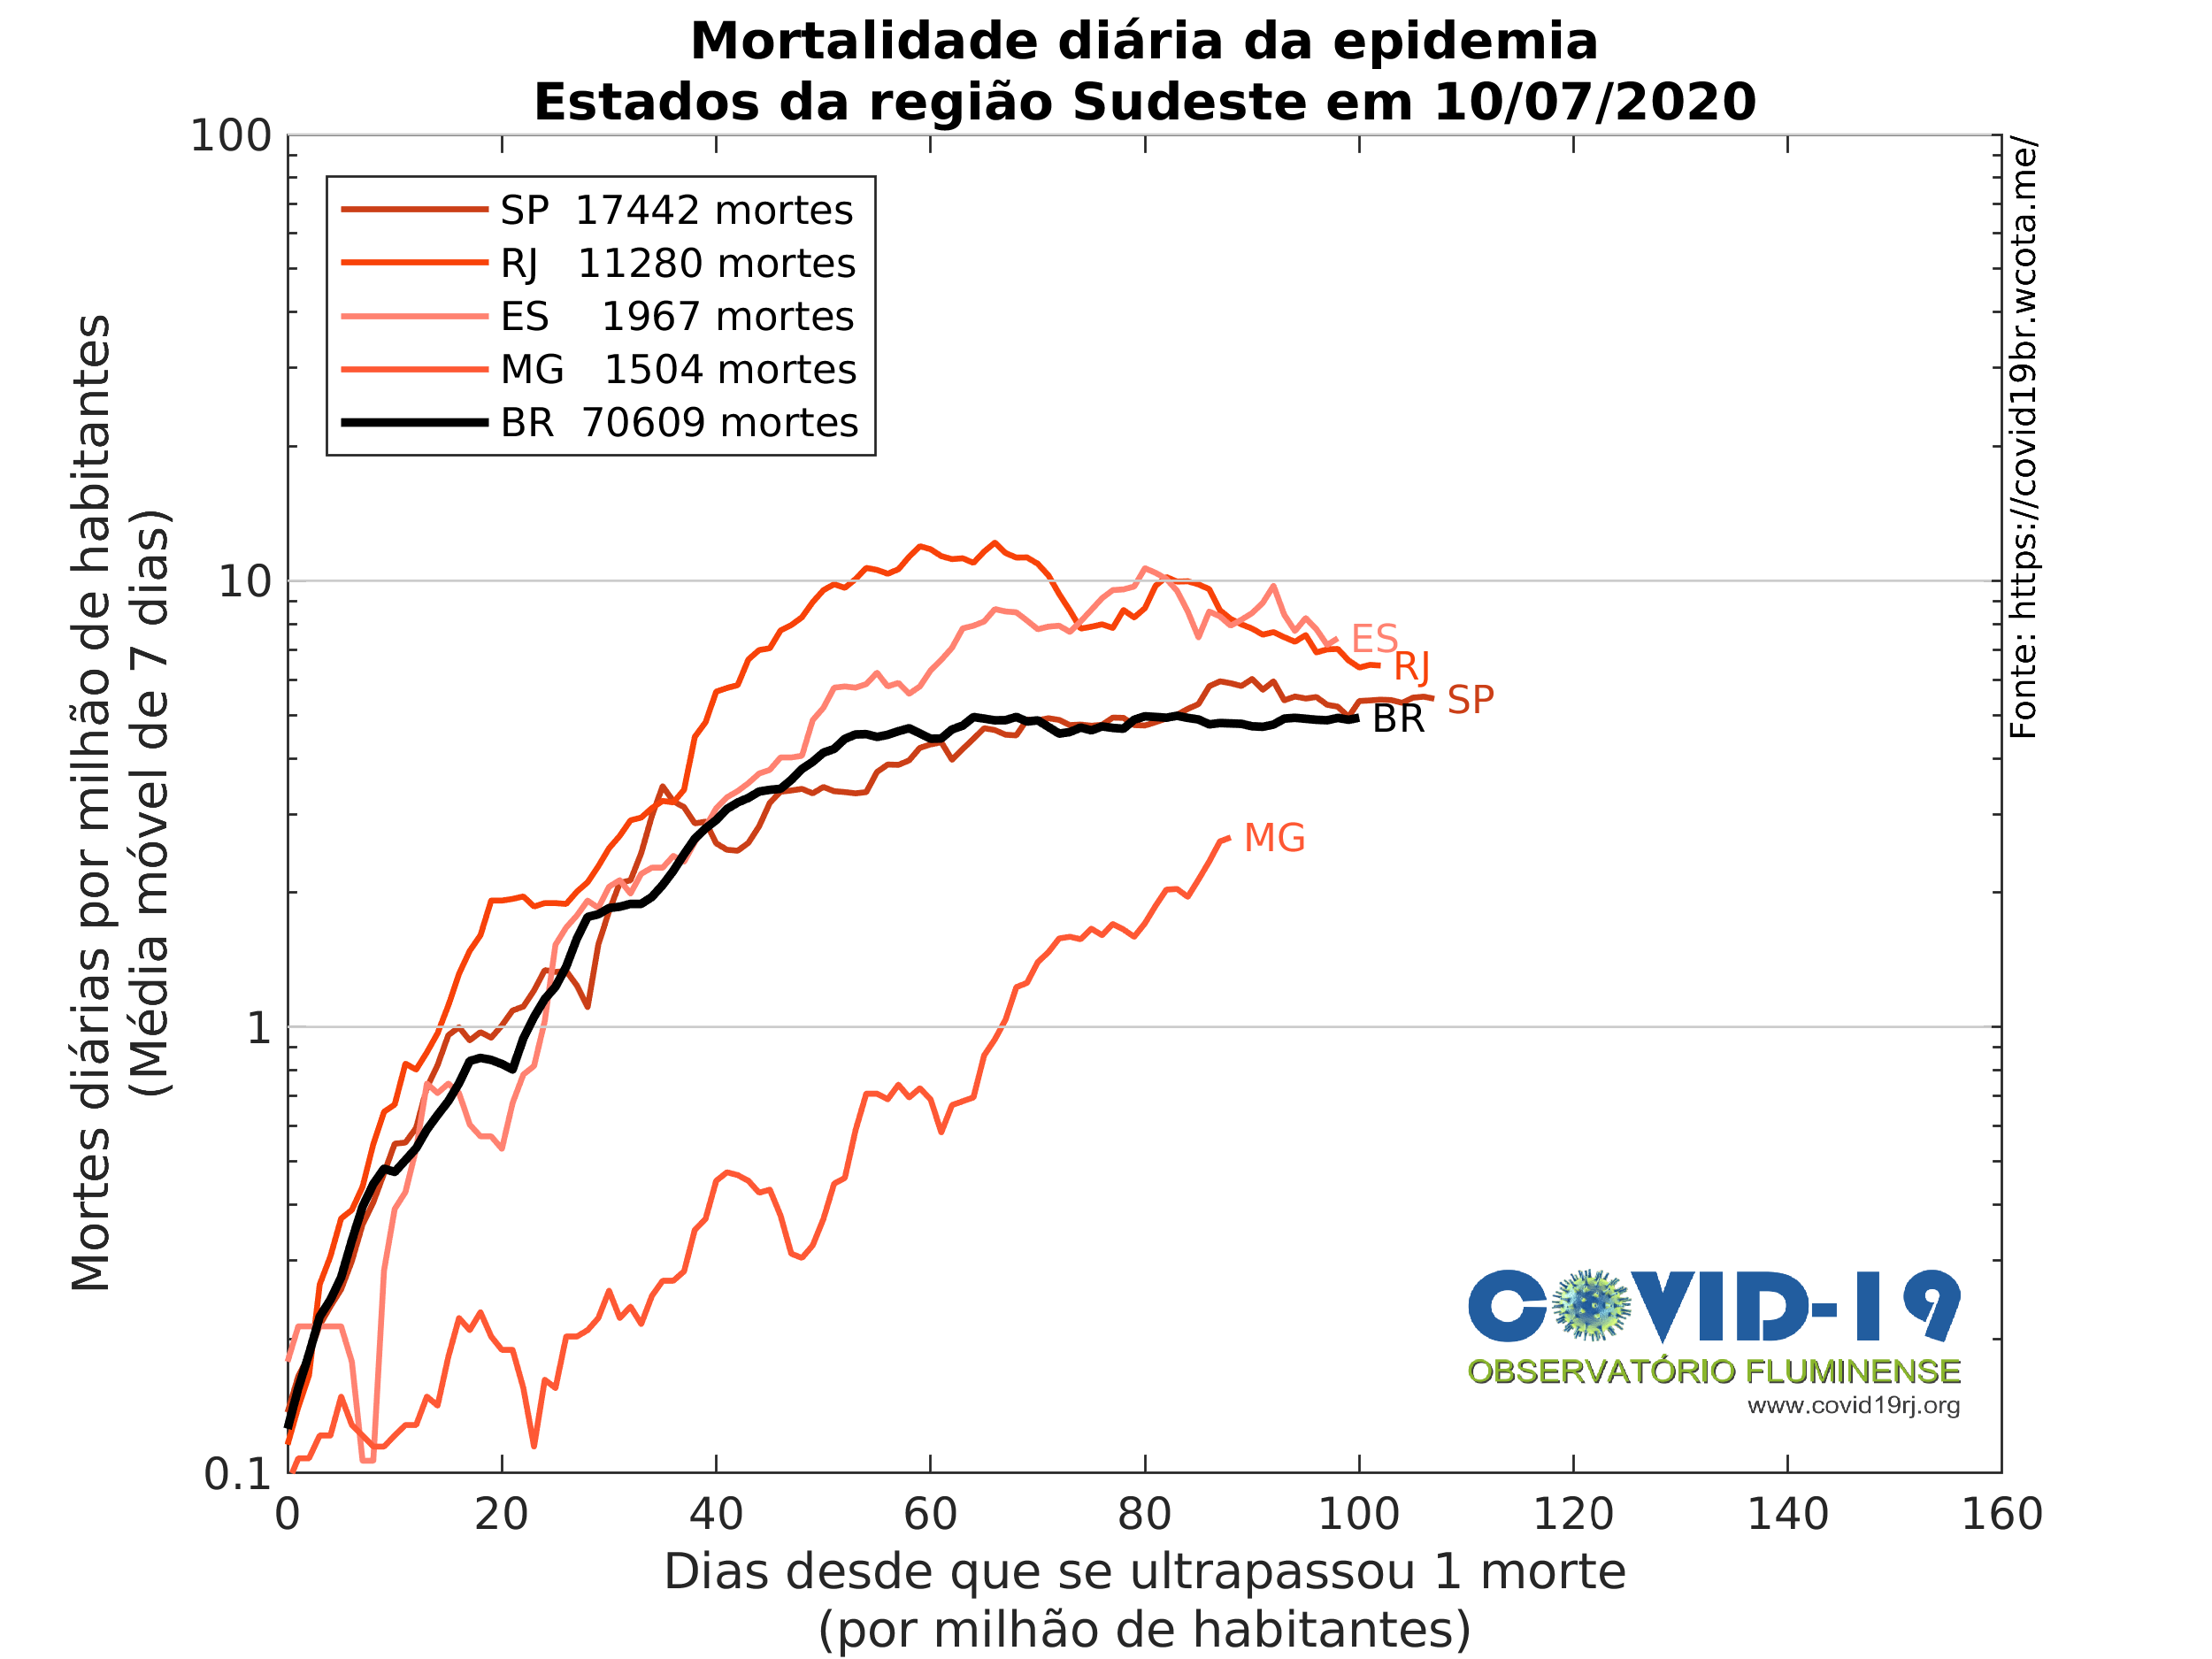 Mortalidade diária da epidemia
Estados da região Sudeste em 10/07/2020
Mortes diárias por milhão de habitantes
(Média móvel de 7 dias)
100
10
1
0.1
SP 17442 mortes
RJ 11280 mortes
ES 1967 mortes
MG 1504 mortes
BR 70609 mortes
ES
RJ
SP
BR
MG
Fonte: https://covid19br.wcota.me/
COVID-19
OBSERVATÓRIO FLUMINENSE
www.covid19rj.org
0 20 40 60 80 100 120 140 160
Dias desde que se ultrapassou 1 morte
(por milhão de habitantes)